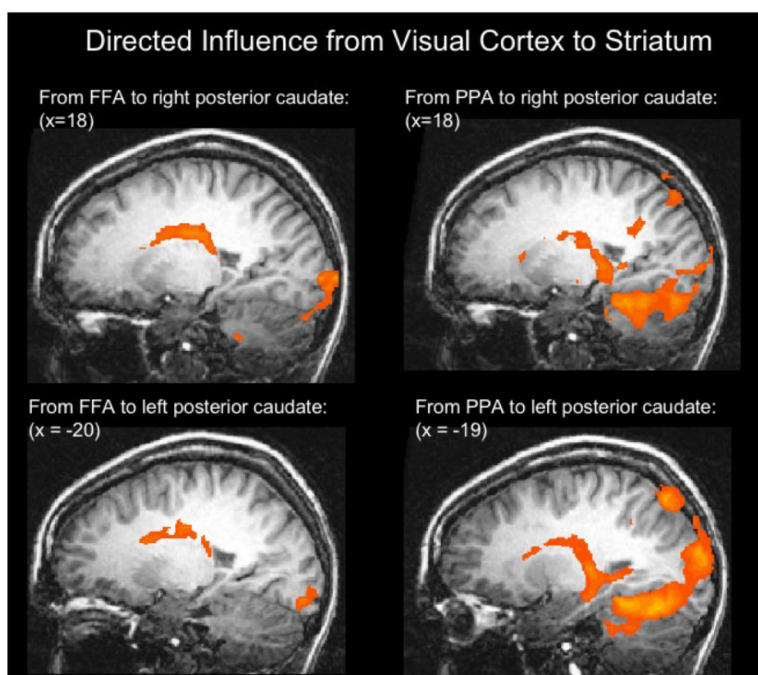 Directed Influence from Visual Cortex to Striatum
From FFA to right posterior caudate:
(x=18)
From PPA to right posterior caudate:
(x=18)
From FFA to left posterior caudate:
(x = -20)
From PPA to left posterior caudate:
(x = -19)